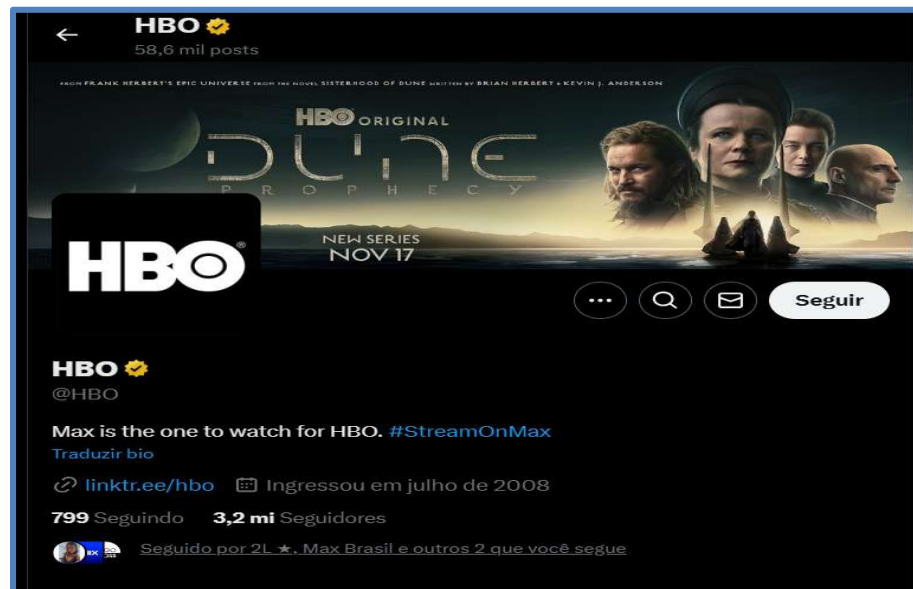 HBO
58,6 mil posts
FROM FRANK HERBERT'S EPIC UNIVERSE FROM THE NOVEL SISTERHOOD OF DUNE WRITTEN BY BRIAN HERBERT & KEVIN J. ANDERSON
HBO ORIGINAL
DUNE
PROPHECY
NEW SERIES
NOV 17
HBO®
Seguir
HBO
@HBO
Max is the one to watch for HBO. #StreamOnMax
Traduzir bio
linktr.ee/hbo Ingressou em julho de 2008
799 Seguindo 3,2 mi Seguidores
Seguido por 2L ★, Max Brasil e outros 2 que você segue